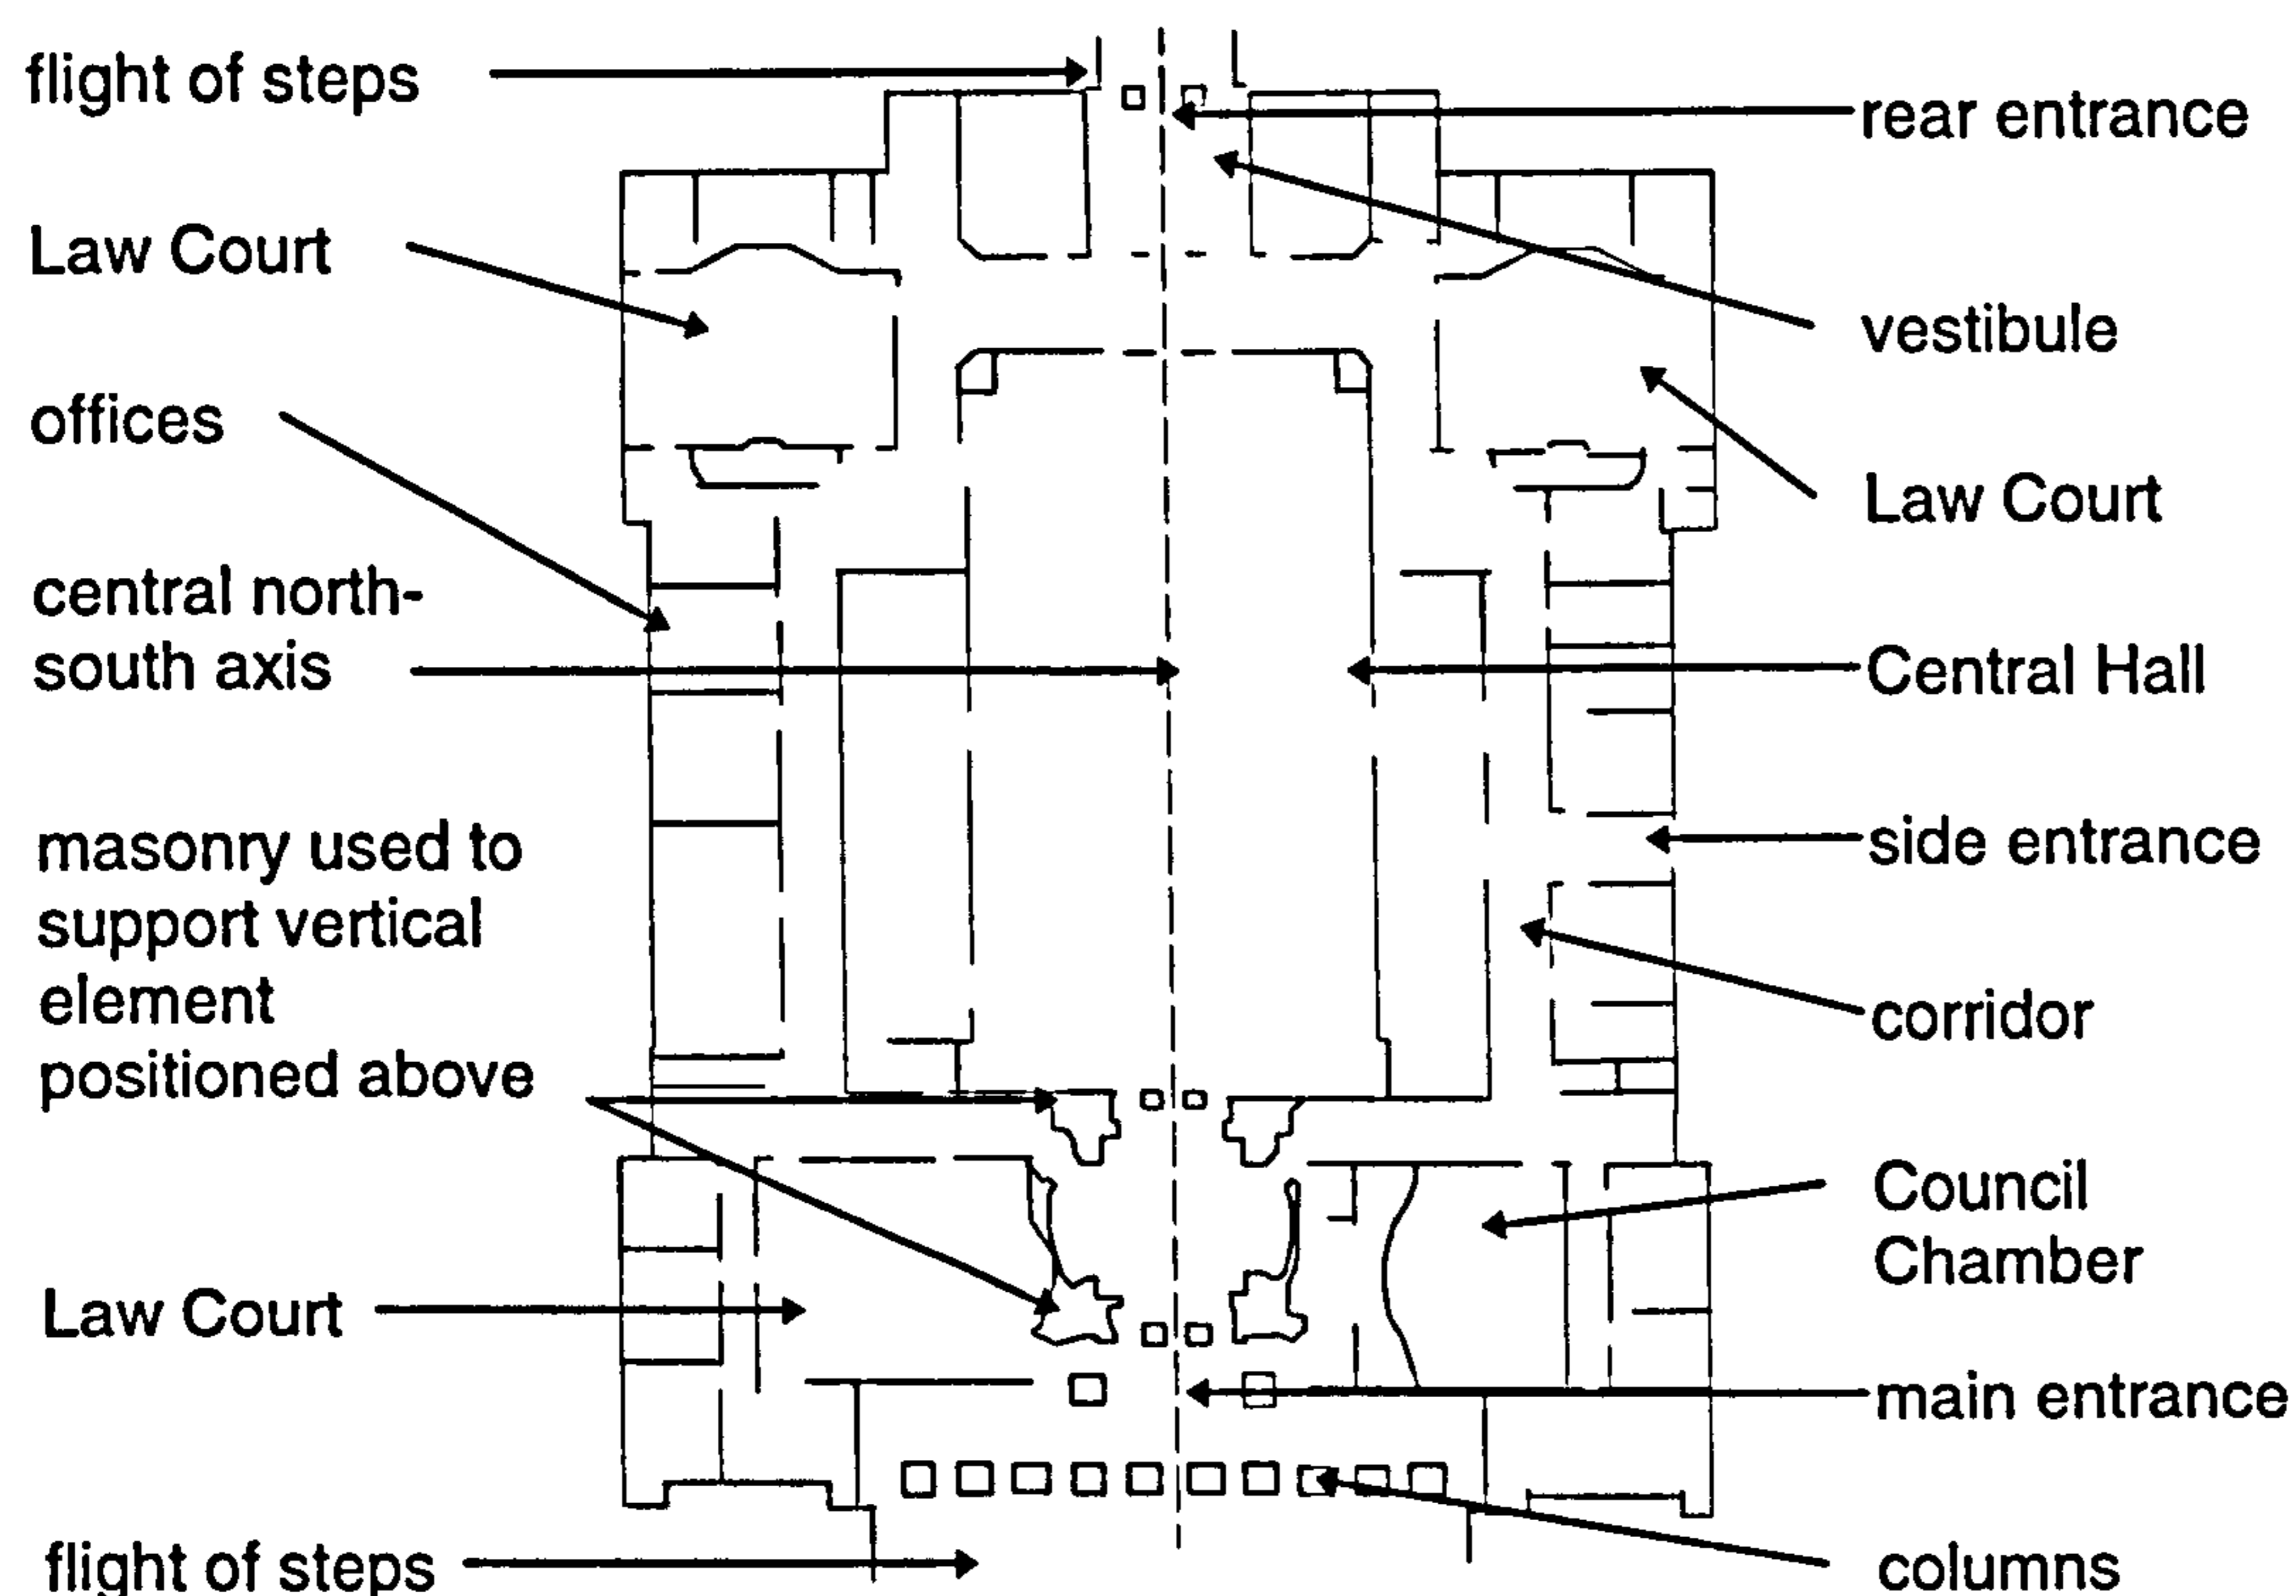 flight of steps
Law Court
offices
central north-
south axis
masonry used to
support vertical
element
positioned above
Law Court
flight of steps
rear entrance
vestibule
Law Court
Central Hall
side entrance
corridor
Council
Chamber
main entrance
columns